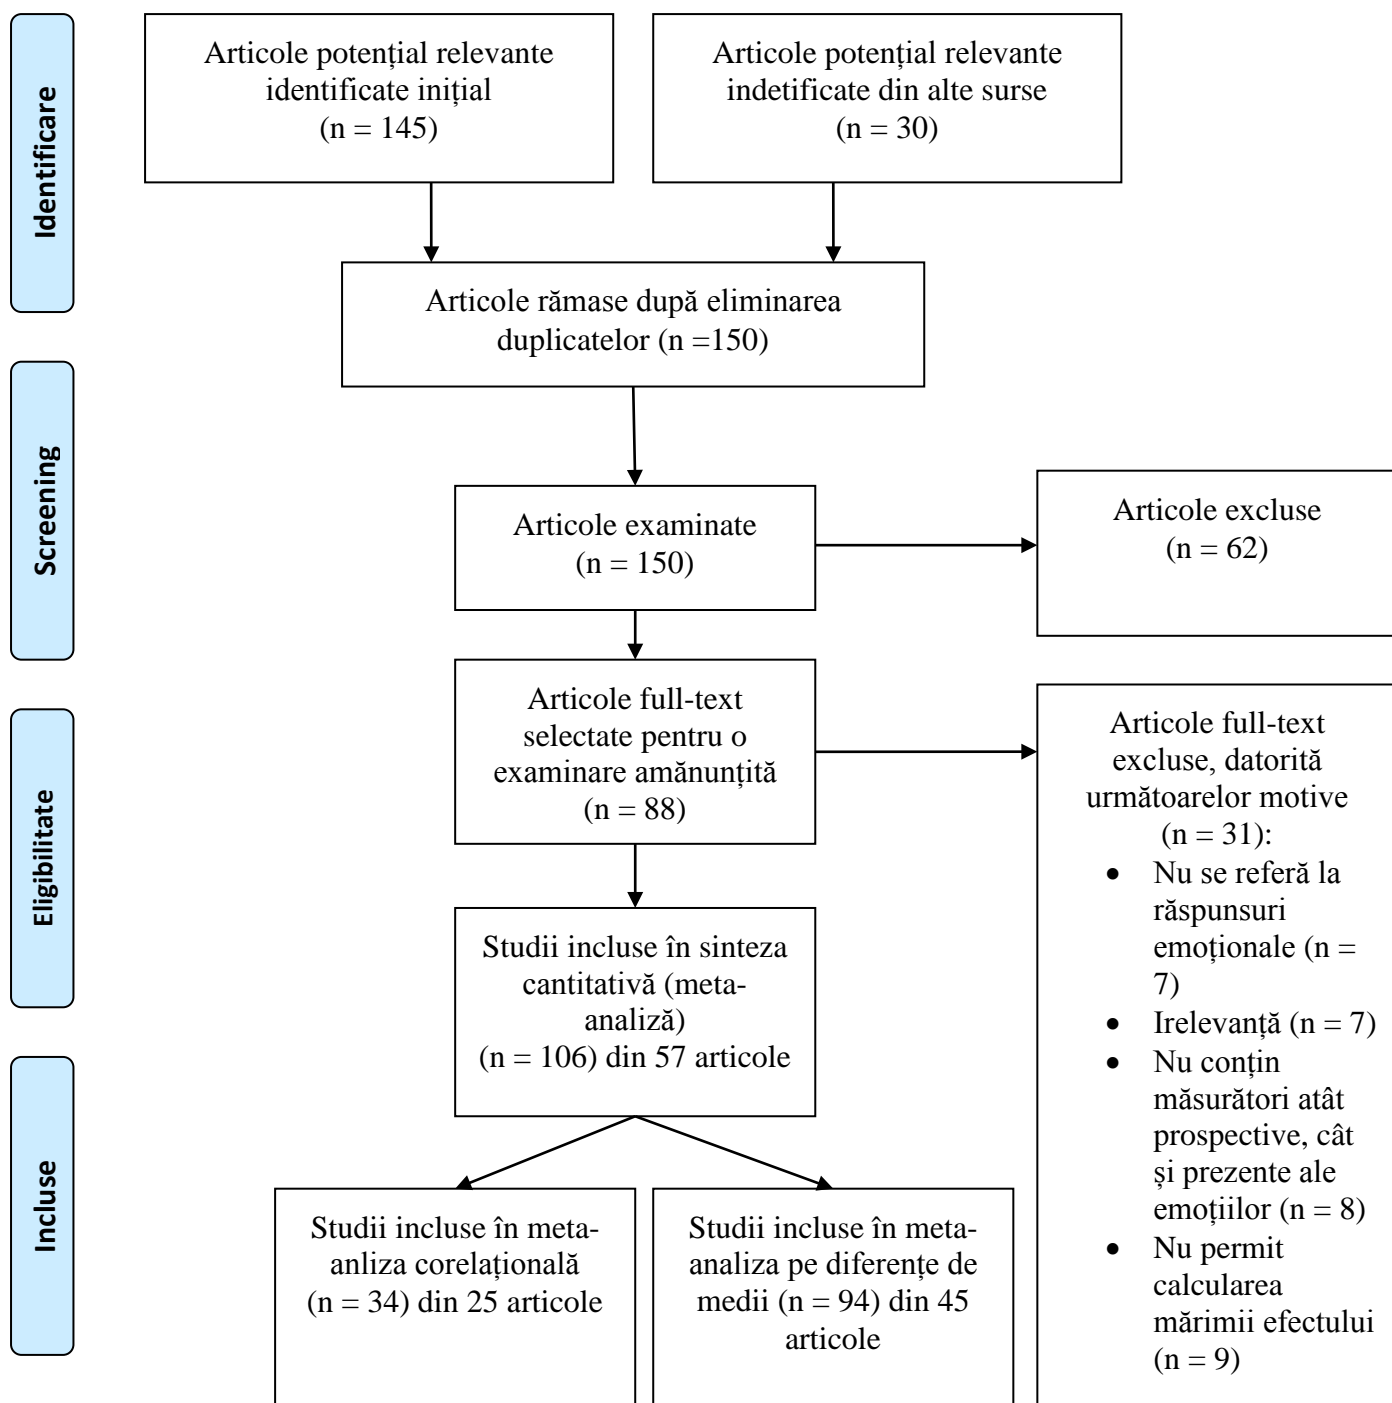 Identificare
Articole potențial relevante
identificate inițial
(n = 145)
Articole potențial relevante
indetificate din alte surse
(n = 30)
Articole rămase după eliminarea
duplicatelor (n =150)
Screening
Articole examinate
(n = 150)
Articole excluse
(n = 62)
Eligibilitate
Articole full-text
selectate pentru o
examinare amănunțită
(n = 88)
Articole full-text
excluse, datorită
următoarelor motive
(n = 31):
• Nu se referă la
răspunsuri
emoționale (n =
7)
• Irelevanță (n = 7)
• Nu conțin
măsurători atât
prospective, cât
și prezente ale
emoțiilor (n = 8)
• Nu permit
calcularea
mărimii efectului
(n = 9)
Studii incluse în sinteza
cantitativă (meta-
analiză)
(n = 106) din 57 articole
Incluse
Studii incluse în meta-
anliza corelațională
(n = 34) din 25 articole
Studii incluse în meta-
analiza pe diferențe de
medii (n = 94) din 45
articole